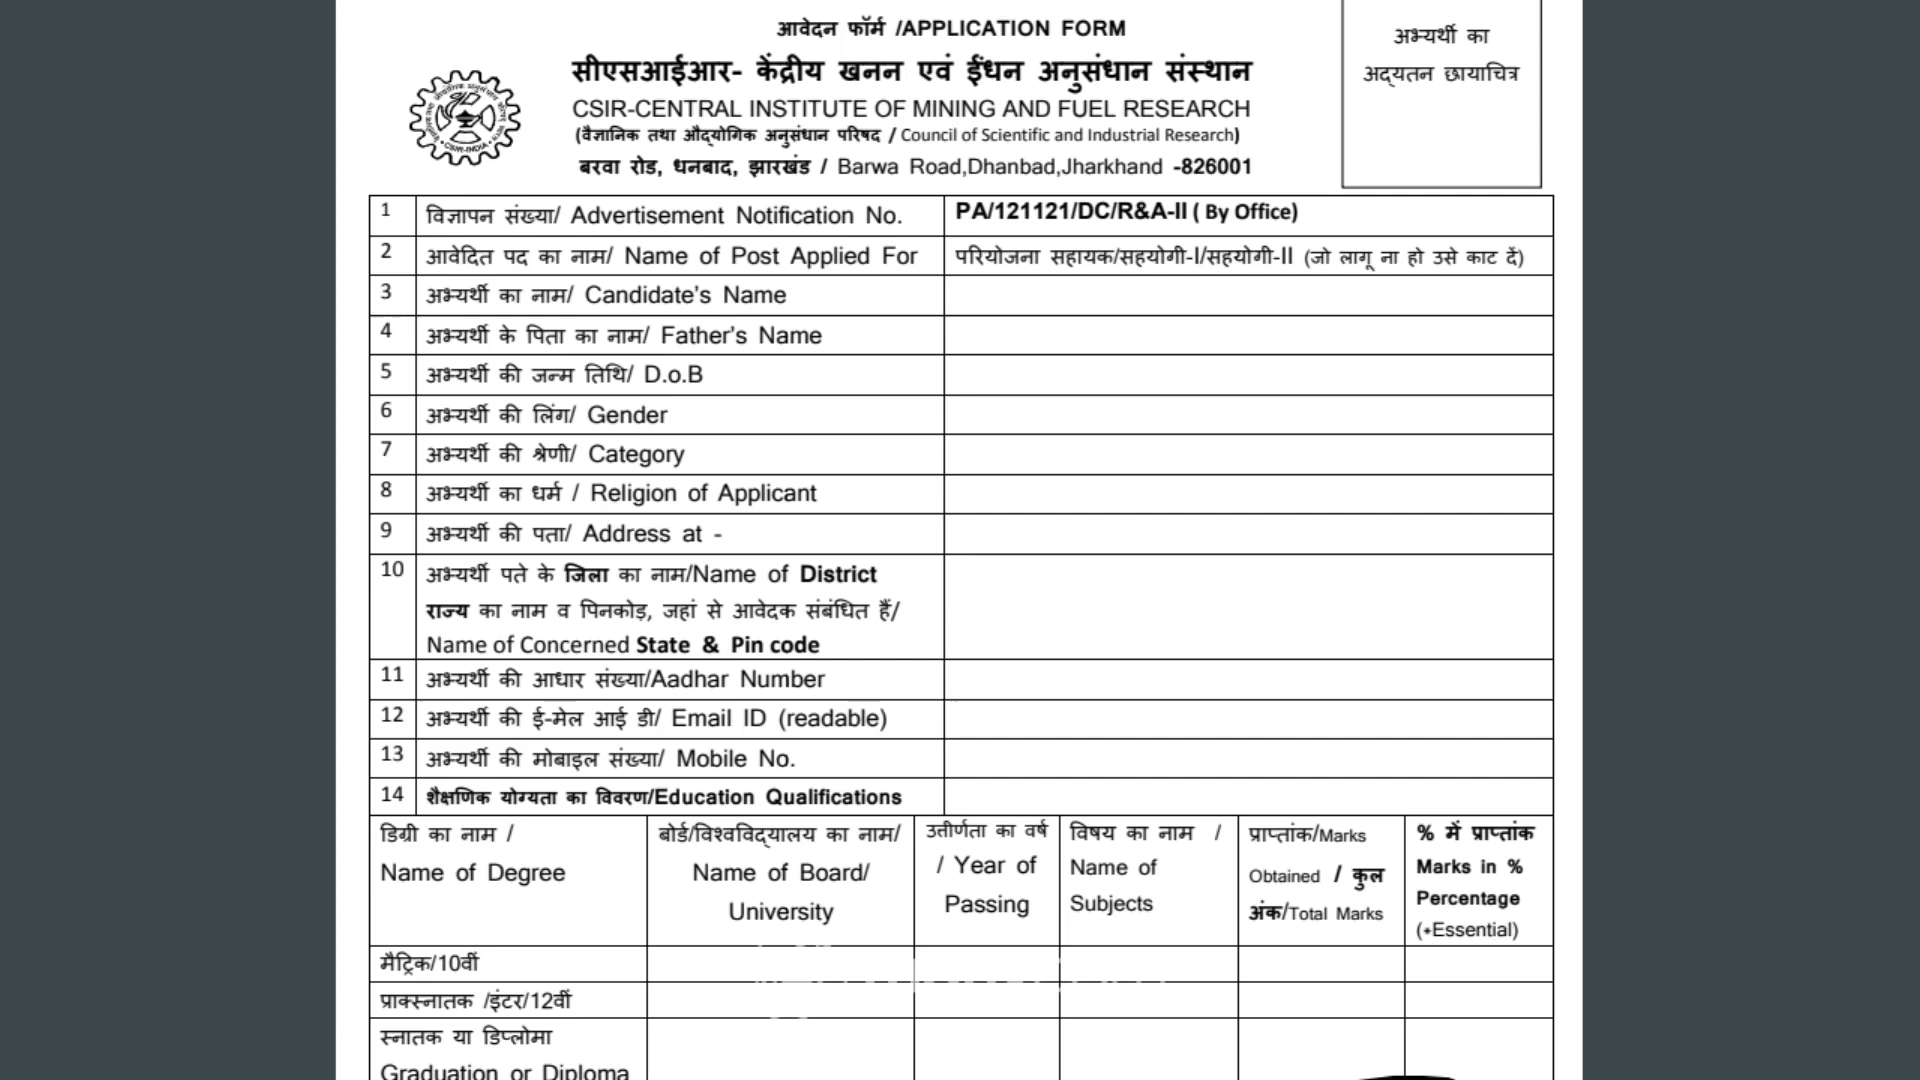 आवेदन फॉर्म /APPLICATION FORM
सीएसआईआर- केंद्रीय खनन एवं ईंधन अनुसंधान संस्थान
CSIR-CENTRAL INSTITUTE OF MINING AND FUEL RESEARCH
(वैज्ञानिक तथा औद्योगिक अनुसंधान परिषद / Council of Scientific and Industrial Research)
बरवा रोड, धनबाद, झारखंड / Barwa Road,Dhanbad,Jharkhand -826001
अभ्यर्थी का
अद्यतन छायाचित्र
CSIR-INDIA
1 विज्ञापन संख्या/ Advertisement Notification No. PA/121121/DC/R&A-II ( By Office)
2 आवेदित पद का नाम/ Name of Post Applied For परियोजना सहायक/सहयोगी-I/सहयोगी-II (जो लागू ना हो उसे काट दें)
3 अभ्यर्थी का नाम/ Candidate’s Name
4 अभ्यर्थी के पिता का नाम/ Father’s Name
5 अभ्यर्थी की जन्म तिथि/ D.o.B
6 अभ्यर्थी की लिंग/ Gender
7 अभ्यर्थी की श्रेणी/ Category
8 अभ्यर्थी का धर्म / Religion of Applicant
9 अभ्यर्थी की पता/ Address at -
10 अभ्यर्थी पते के जिला का नाम/Name of District
राज्य का नाम व पिनकोड़, जहां से आवेदक संबंधित हैं/
Name of Concerned State & Pin code
11 अभ्यर्थी की आधार संख्या/Aadhar Number
12 अभ्यर्थी की ई-मेल आई डी/ Email ID (readable)
13 अभ्यर्थी की मोबाइल संख्या/ Mobile No.
14 शैक्षणिक योग्यता का विवरण/Education Qualifications
डिग्री का नाम /
Name of Degree
बोर्ड/विश्वविद्यालय का नाम/
Name of Board/
University
उत्तीर्णता का वर्ष
/ Year of
Passing
विषय का नाम /
Name of
Subjects
प्राप्तांक/Marks
Obtained / कुल
अंक/Total Marks
% में प्राप्तांक
Marks in %
Percentage
(+Essential)
मैट्रिक/10वीं
प्राक्स्नातक /इंटर/12वीं
स्नातक या डिप्लोमा
Graduation or Diploma